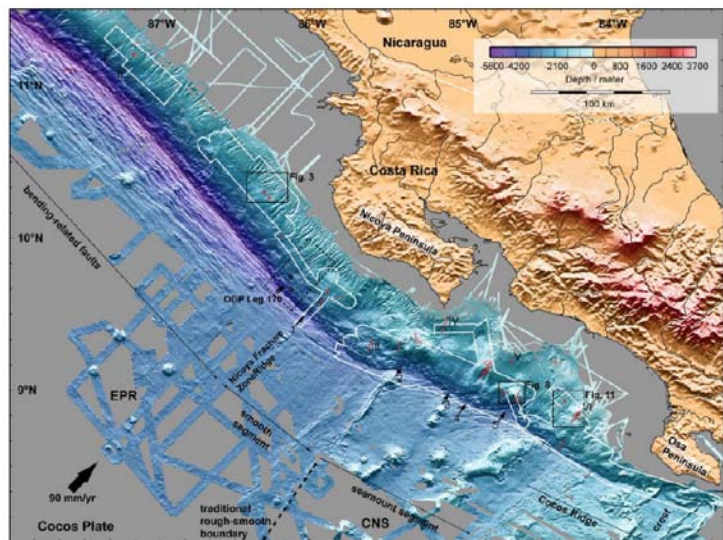 87°W
86°W
85°W
84°W
Nicaragua
-5800 -4200 -2100 0 800 1600 2400 3700
Depth / meter
100 km
11°N
Fig. 3
Costa Rica
Nicoya Peninsula
bending-related faults
10°N
ODP Leg 170
IV
III
V
Nicoya Fracture
Zone/Ridge
9°N
Fig. 8
Fig. 11
EPR
smooth
segment
Osa
Peninsula
90 mm/yr
traditional
rough-smooth
boundary
seamount segment
Cocos Ridge
crest
Cocos Plate
CNS